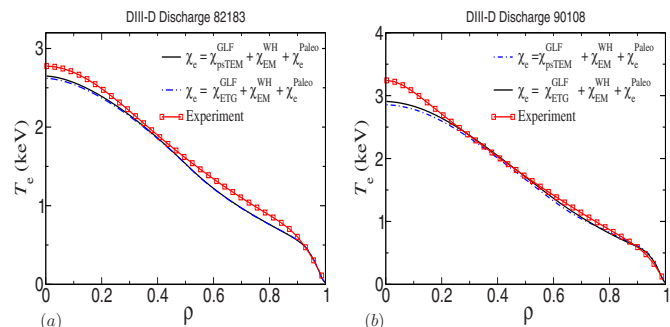 DIII-D Discharge 82183
χe = χpsTEM^GLF + χEM^WH + χe^Paleo
χe = χETG^GLF + χEM^WH + χe^Paleo
Experiment
T_e (keV)
3
2
1
0
0 0.2 0.4 0.6 0.8 1
(a)
ρ
DIII-D Discharge 90108
χe =χpsTEM^GLF + χEM^WH + χe^Paleo
χe = χETG^GLF + χEM^WH + χe^Paleo
Experiment
T_e (keV)
4
3
2
1
0
0 0.2 0.4 0.6 0.8 1
(b)
ρ